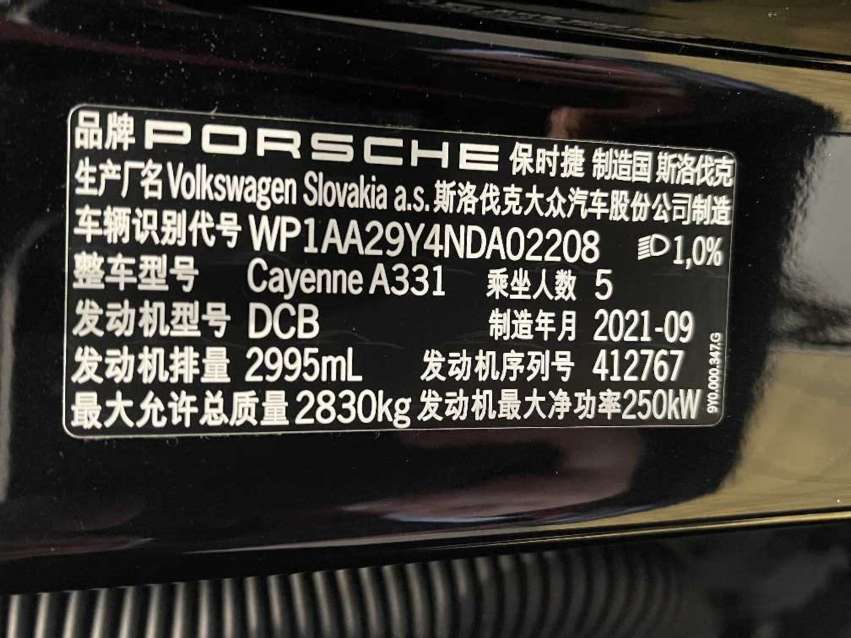 品牌 PORSCHE 保时捷 制造国 斯洛伐克
生产厂名 Volkswagen Slovakia a.s. 斯洛伐克大众汽车股份公司制造
车辆识别代号 WP1AA29Y4NDA02208 1,0%
整车型号 Cayenne A331 乘坐人数 5
发动机型号 DCB 制造年月 2021-09
发动机排量 2995mL 发动机序列号 412767
最大允许总质量 2830kg 发动机最大净功率 250kW
9Y0.000.347.G